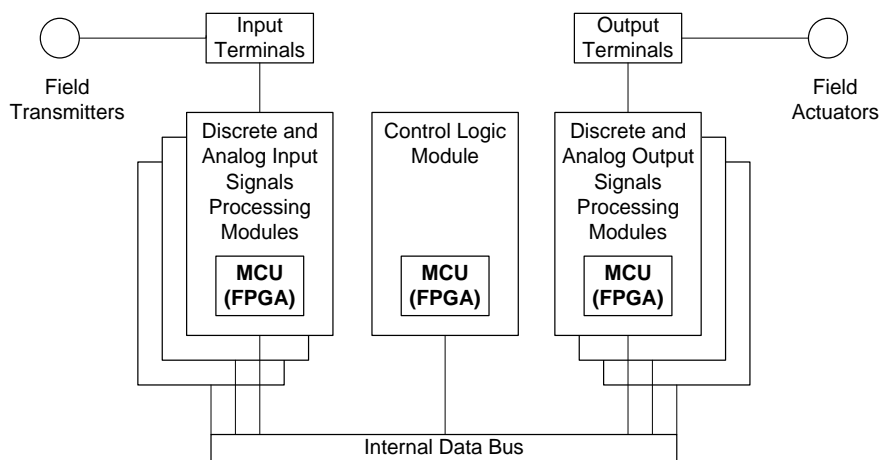 Input
Terminals
Output
Terminals
Field
Transmitters
Field
Actuators
Discrete and
Analog Input
Signals
Processing
Modules
MCU
(FPGA)
Control Logic
Module
MCU
(FPGA)
Discrete and
Analog Output
Signals
Processing
Modules
MCU
(FPGA)
Internal Data Bus